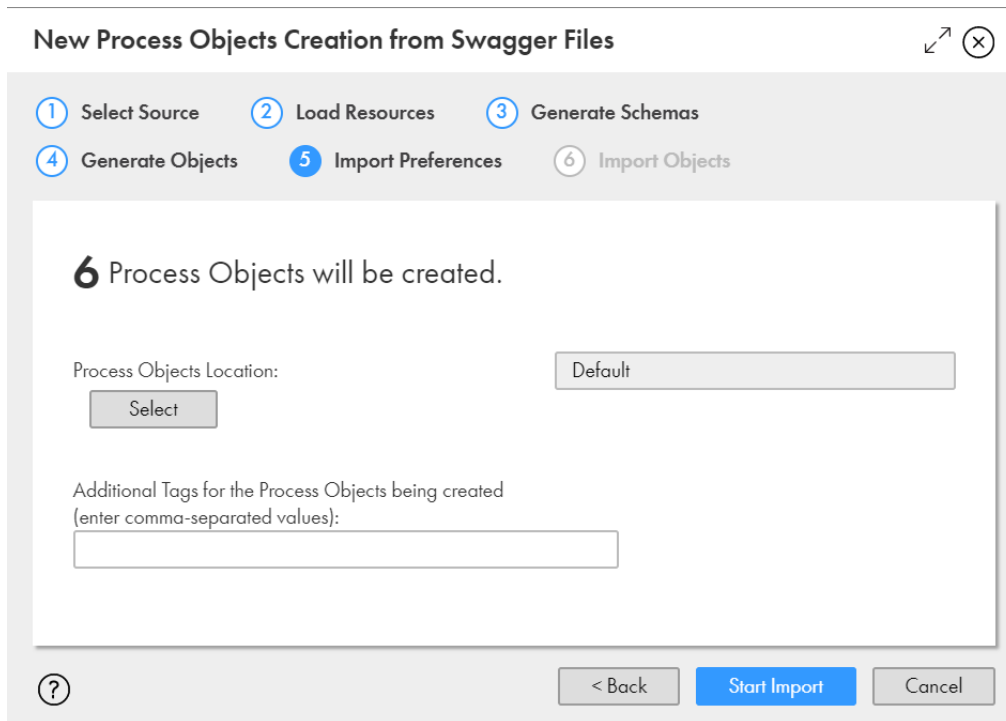 New Process Objects Creation from Swagger Files
1 Select Source 2 Load Resources 3 Generate Schemas
4 Generate Objects 5 Import Preferences 6 Import Objects
6 Process Objects will be created.
Process Objects Location: Default
Select
Additional Tags for the Process Objects being created
(enter comma-separated values):
? < Back Start Import Cancel